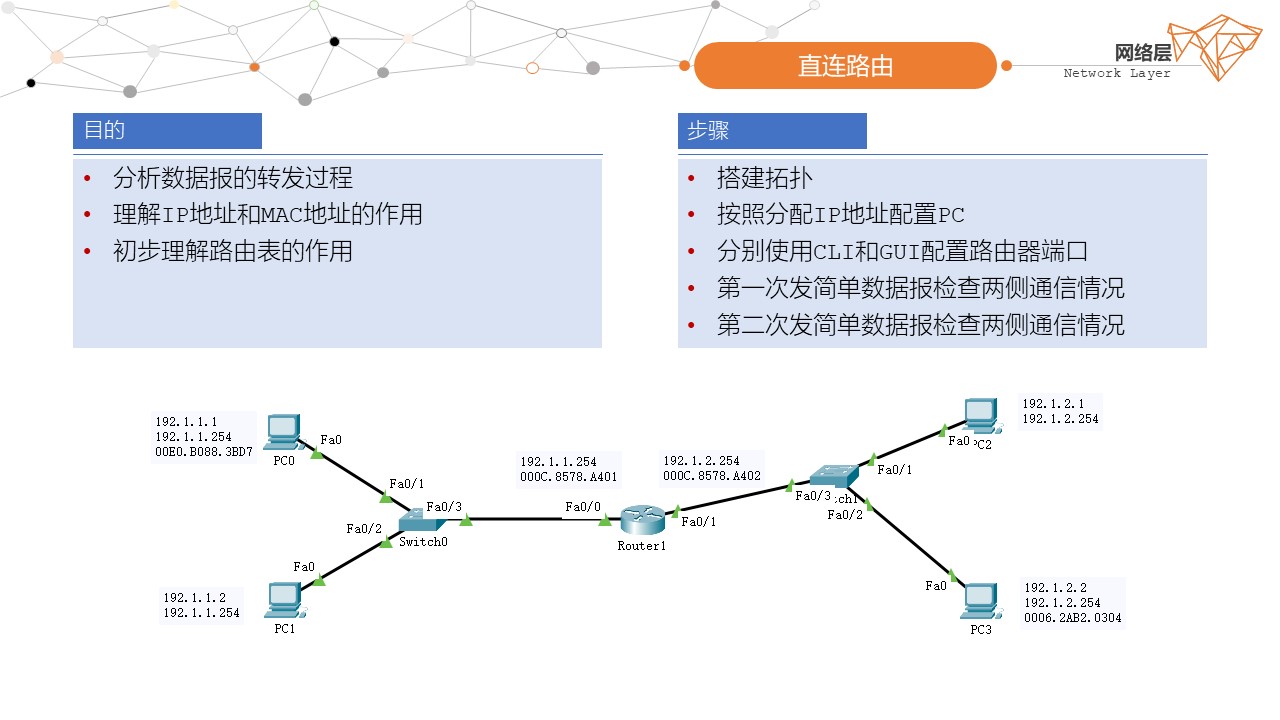 直连路由
网络层
Network Layer
目的
• 分析数据报的转发过程
• 理解IP地址和MAC地址的作用
• 初步理解路由表的作用
步骤
• 搭建拓扑
• 按照分配IP地址配置PC
• 分别使用CLI和GUI配置路由器端口
• 第一次发简单数据报检查两侧通信情况
• 第二次发简单数据报检查两侧通信情况
192.1.1.1
192.1.1.254
00E0.B088.3BD7
PC0
Fa0
Fa0/1
Fa0/2
Fa0/3
Switch0
Fa0
192.1.1.2
192.1.1.254
PC1
192.1.1.254
000C.8578.A401
Fa0/0
Router1
192.1.2.254
000C.8578.A402
Fa0/1
Fa0/3
:ch1
Fa0/1
Fa0/2
Fa0
PC2
192.1.2.1
192.1.2.254
Fa0
PC3
192.1.2.2
192.1.2.254
0006.2AB2.0304